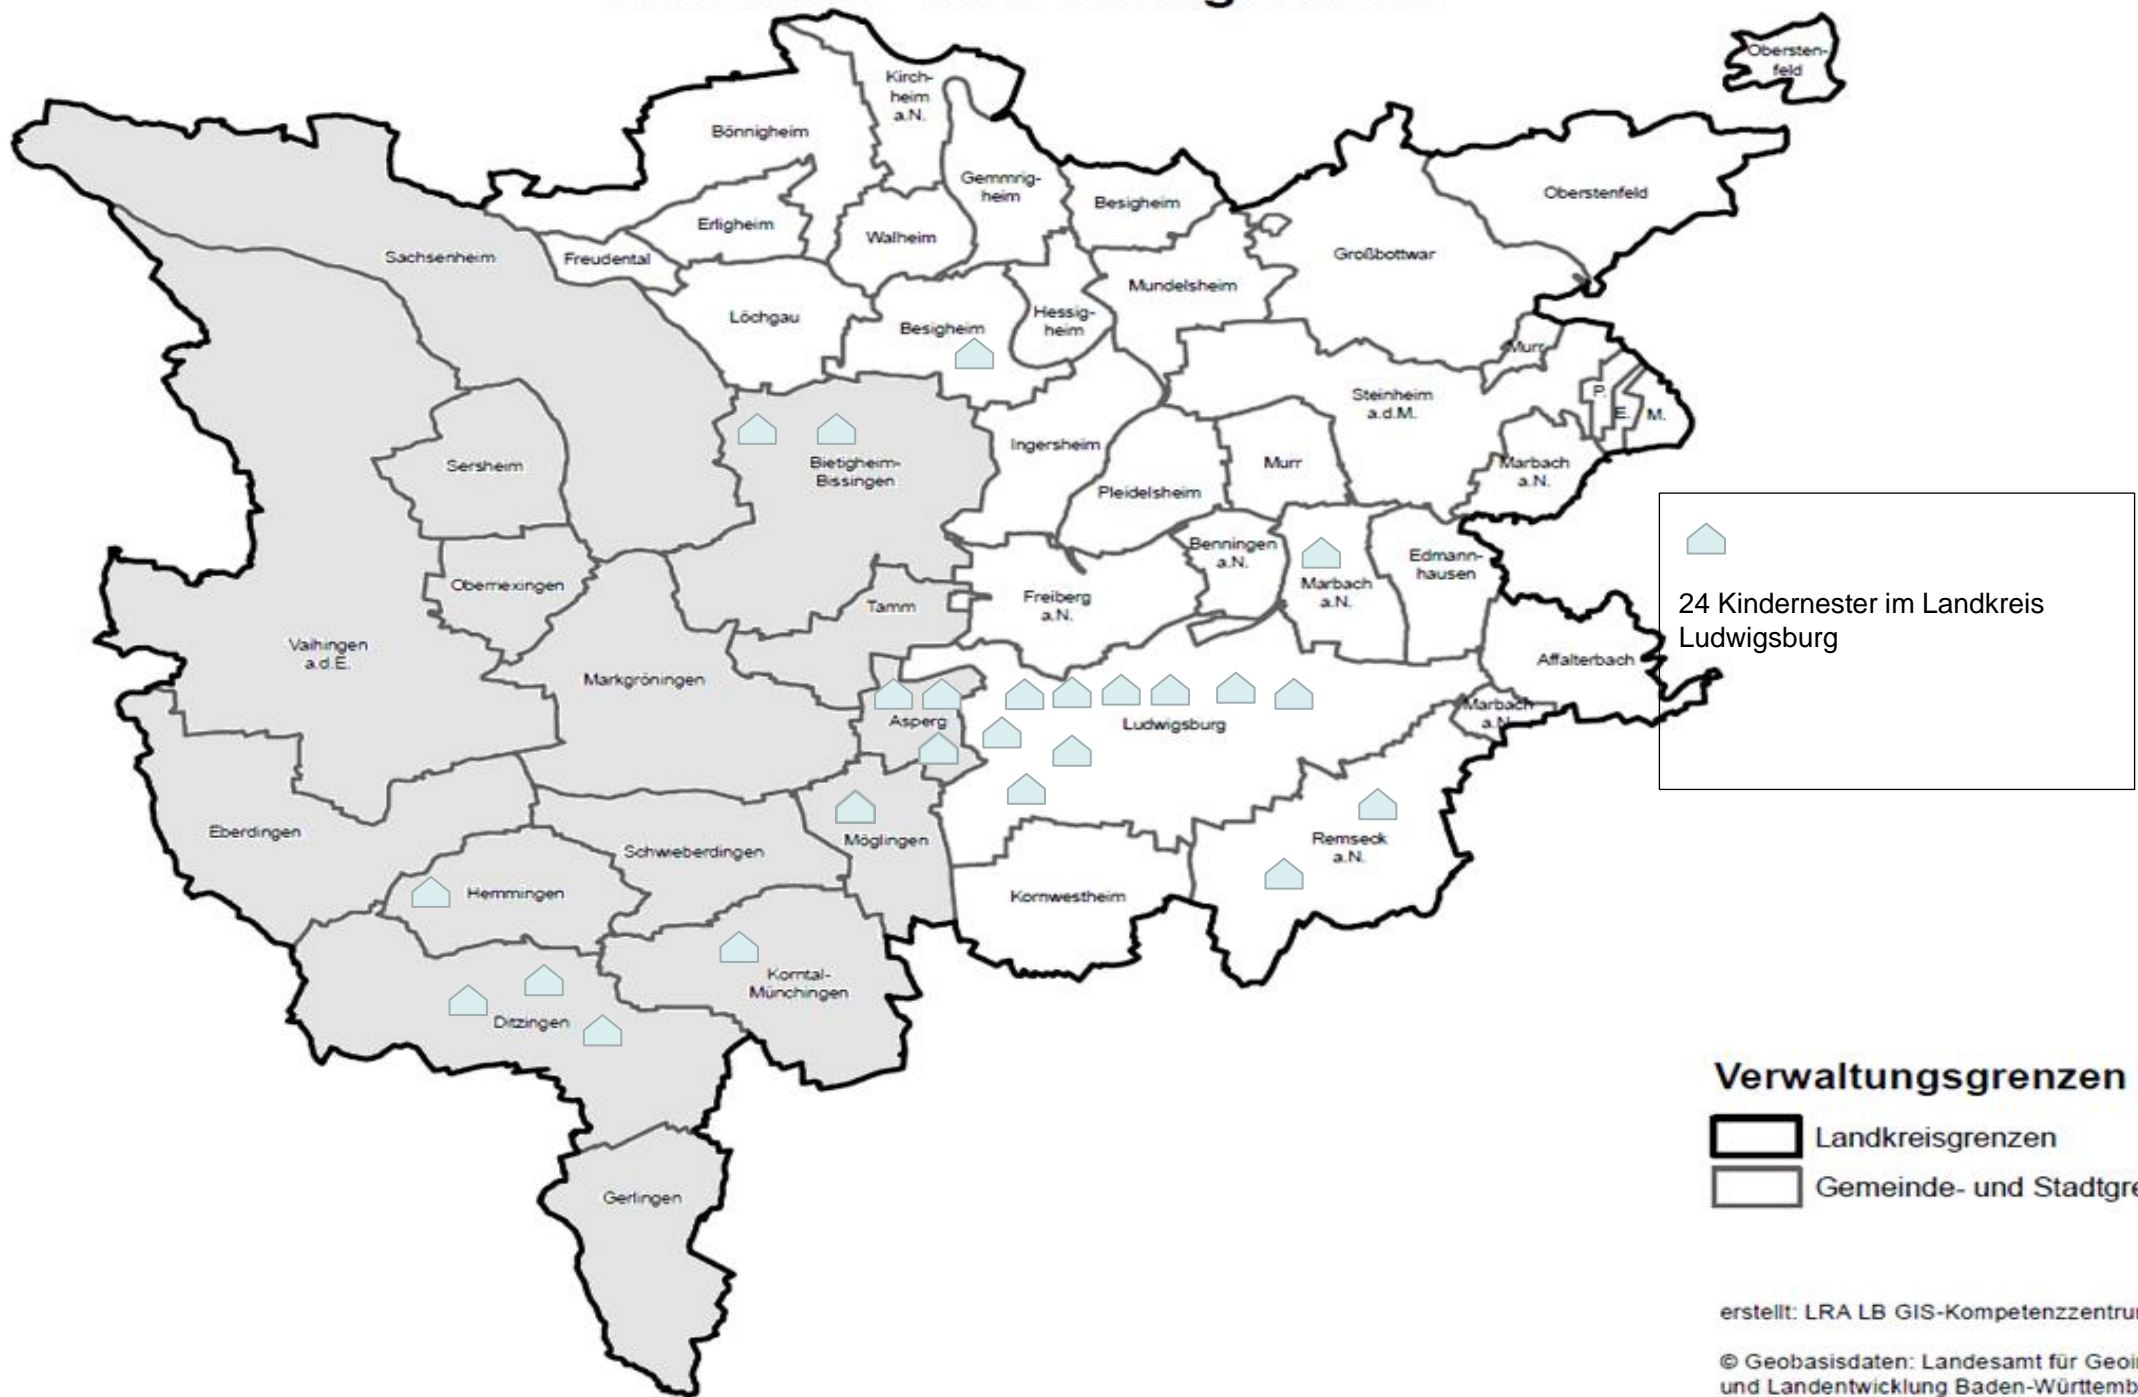 Obersten-
feld
Kirch-
heim
a.N.
Bönnigheim
Gemmrig-
heim
Besigheim
Oberstenfeld
Erligheim
Walheim
Sachsenheim
Freudental
Großbottwar
Mundelsheim
Löchgau
Besigheim
Hessig-
heim
Murr
Steinheim
a.d.M.
P.
E.
M.
Sersheim
Bietigheim-
Bissingen
Ingersheim
Murr
Marbach
a.N.
Pleidelsheim
Oberriexingen
Benningen
a.N.
Marbach
a.N.
Edmann-
hausen
Tamm
Freiberg
a.N.
24 Kindernester im Landkreis
Ludwigsburg
Vaihingen
a.d.E.
Markgröningen
Affalterbach
Asperg
Ludwigsburg
Marbach
a.N.
Eberdingen
Schwieberdingen
Möglingen
Remseck
a.N.
Hemmingen
Kornwestheim
Korntal-
Münchingen
Ditzingen
Gerlingen
Verwaltungsgrenzen
Landkreisgrenzen
Gemeinde- und Stadtgre
erstellt: LRA LB GIS-Kompetenzzentru
© Geobasisdaten: Landesamt für Geoi
und Landentwicklung Baden-Württemb